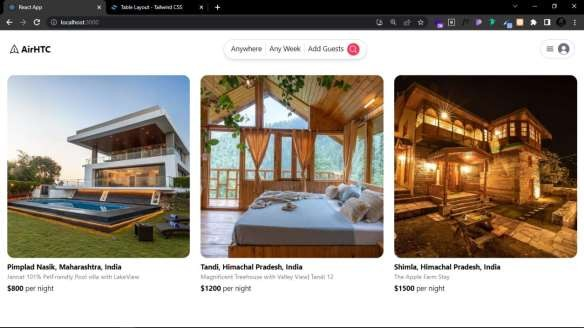 React App
Table Layout - Tailwind CSS
localhost:3000
AirHTC
Anywhere
Any Week
Add Guests
Pimplad Nasik, Maharashtra, India
Jannat 101% PetFriendly Pool villa with LakeView
$800 per night
Tandi, Himachal Pradesh, India
Magnificent Treehouse with Valley View| Tandi 12
$1200 per night
Shimla, Himachal Pradesh, India
The Apple Farm Stay
$1500 per night